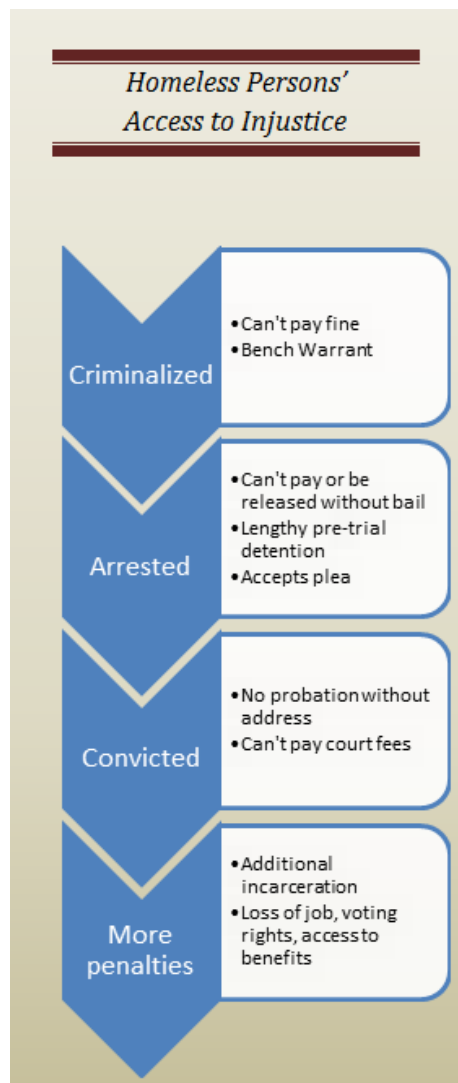 Homeless Persons’
Access to Injustice
Criminalized
•Can't pay fine
•Bench Warrant
Arrested
•Can't pay or be
released without bail
•Lengthy pre-trial
detention
•Accepts plea
Convicted
•No probation without
address
•Can't pay court fees
More
penalties
•Additional
incarceration
•Loss of job, voting
rights, access to
benefits